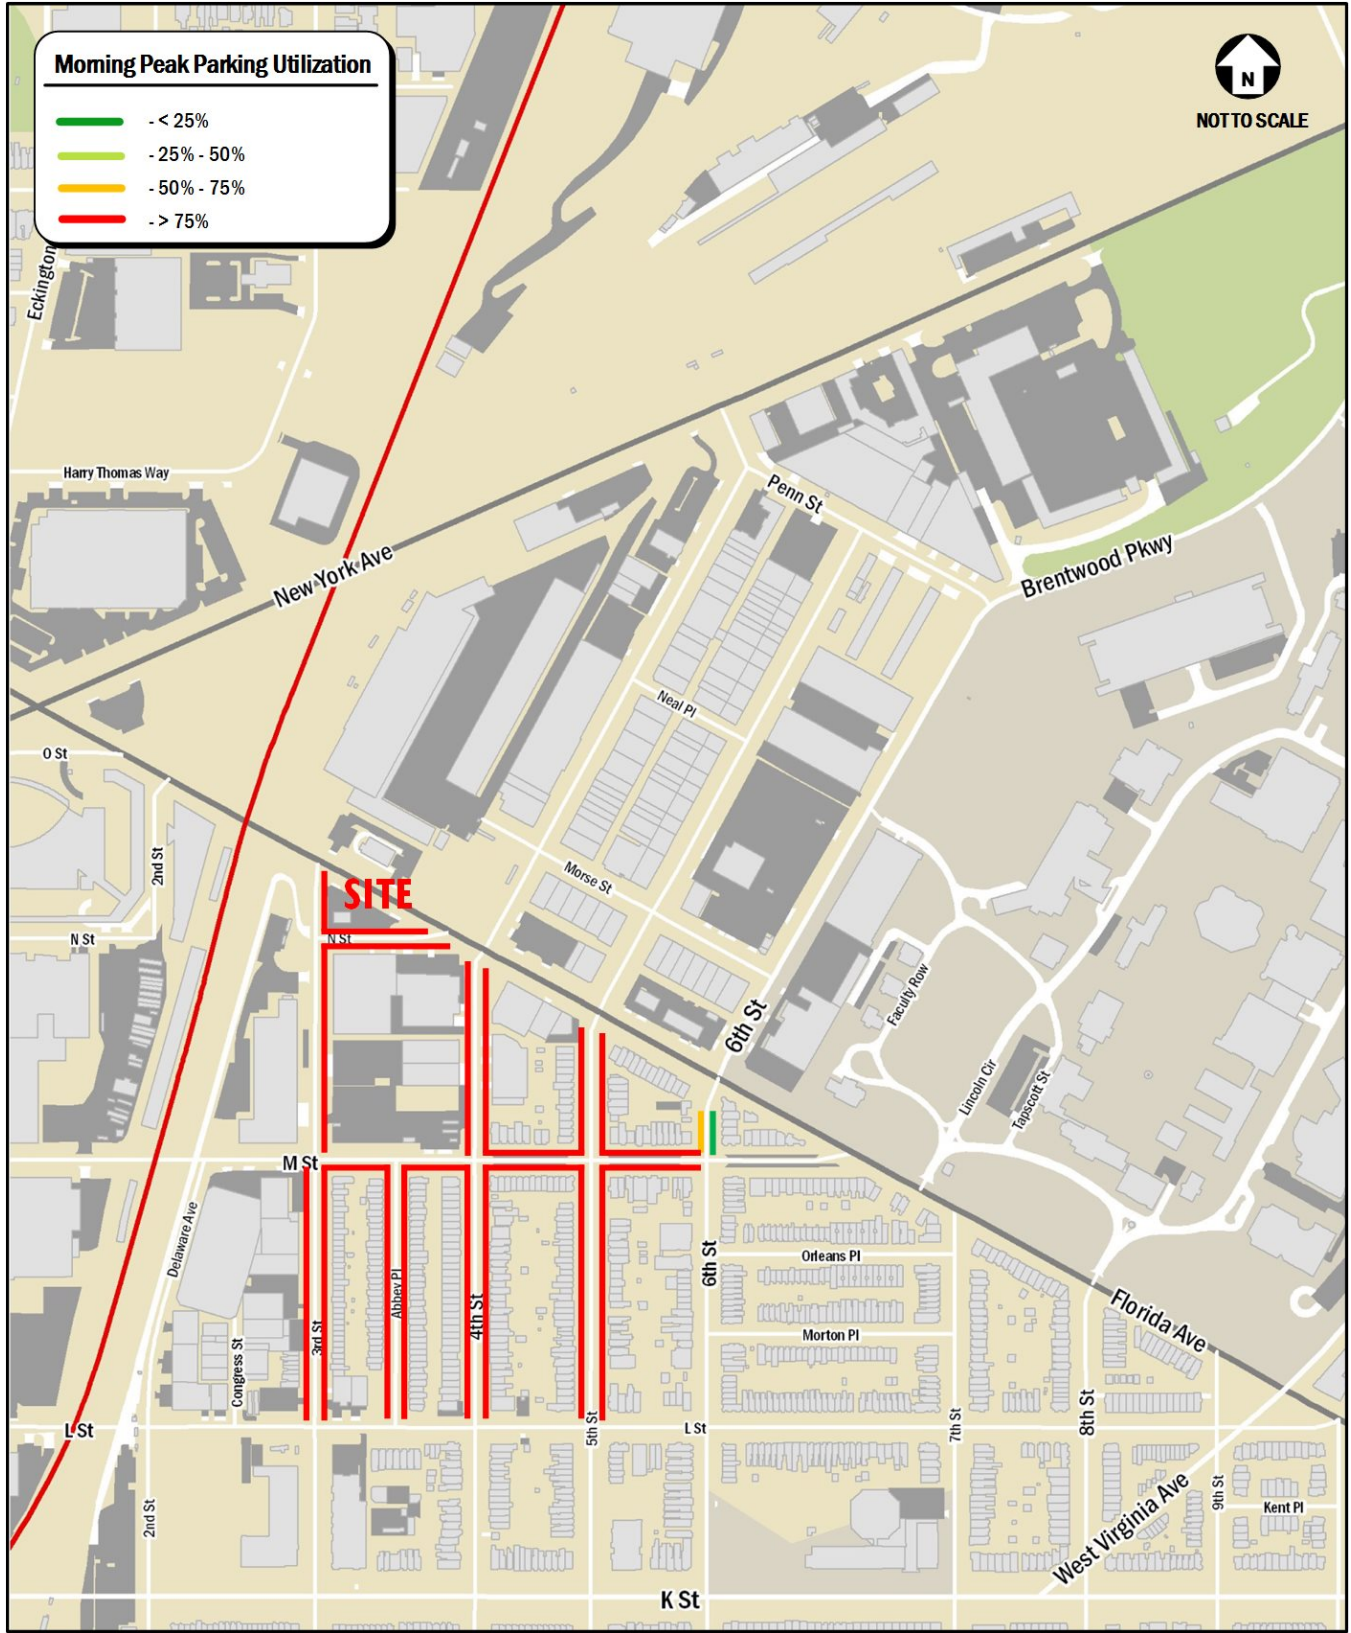 Morning Peak Parking Utilization
- < 25%
- 25% - 50%
- 50% - 75%
- > 75%
N
NOT TO SCALE
Eckington
Harry Thomas Way
New York Ave
Penn St
Brentwood Pkwy
Neal Pl
O St
2nd St
Morse St
SITE
N St
N St
Faculty Row
6th St
Lincoln Cir
Tapscott St
M St
Delaware Ave
Abbey Pl
6th St
Orleans Pl
4th St
3rd St
Congress St
Morton Pl
Florida Ave
L St
5th St
L St
7th St
8th St
2nd St
West Virginia Ave
9th St
Kent Pl
K St